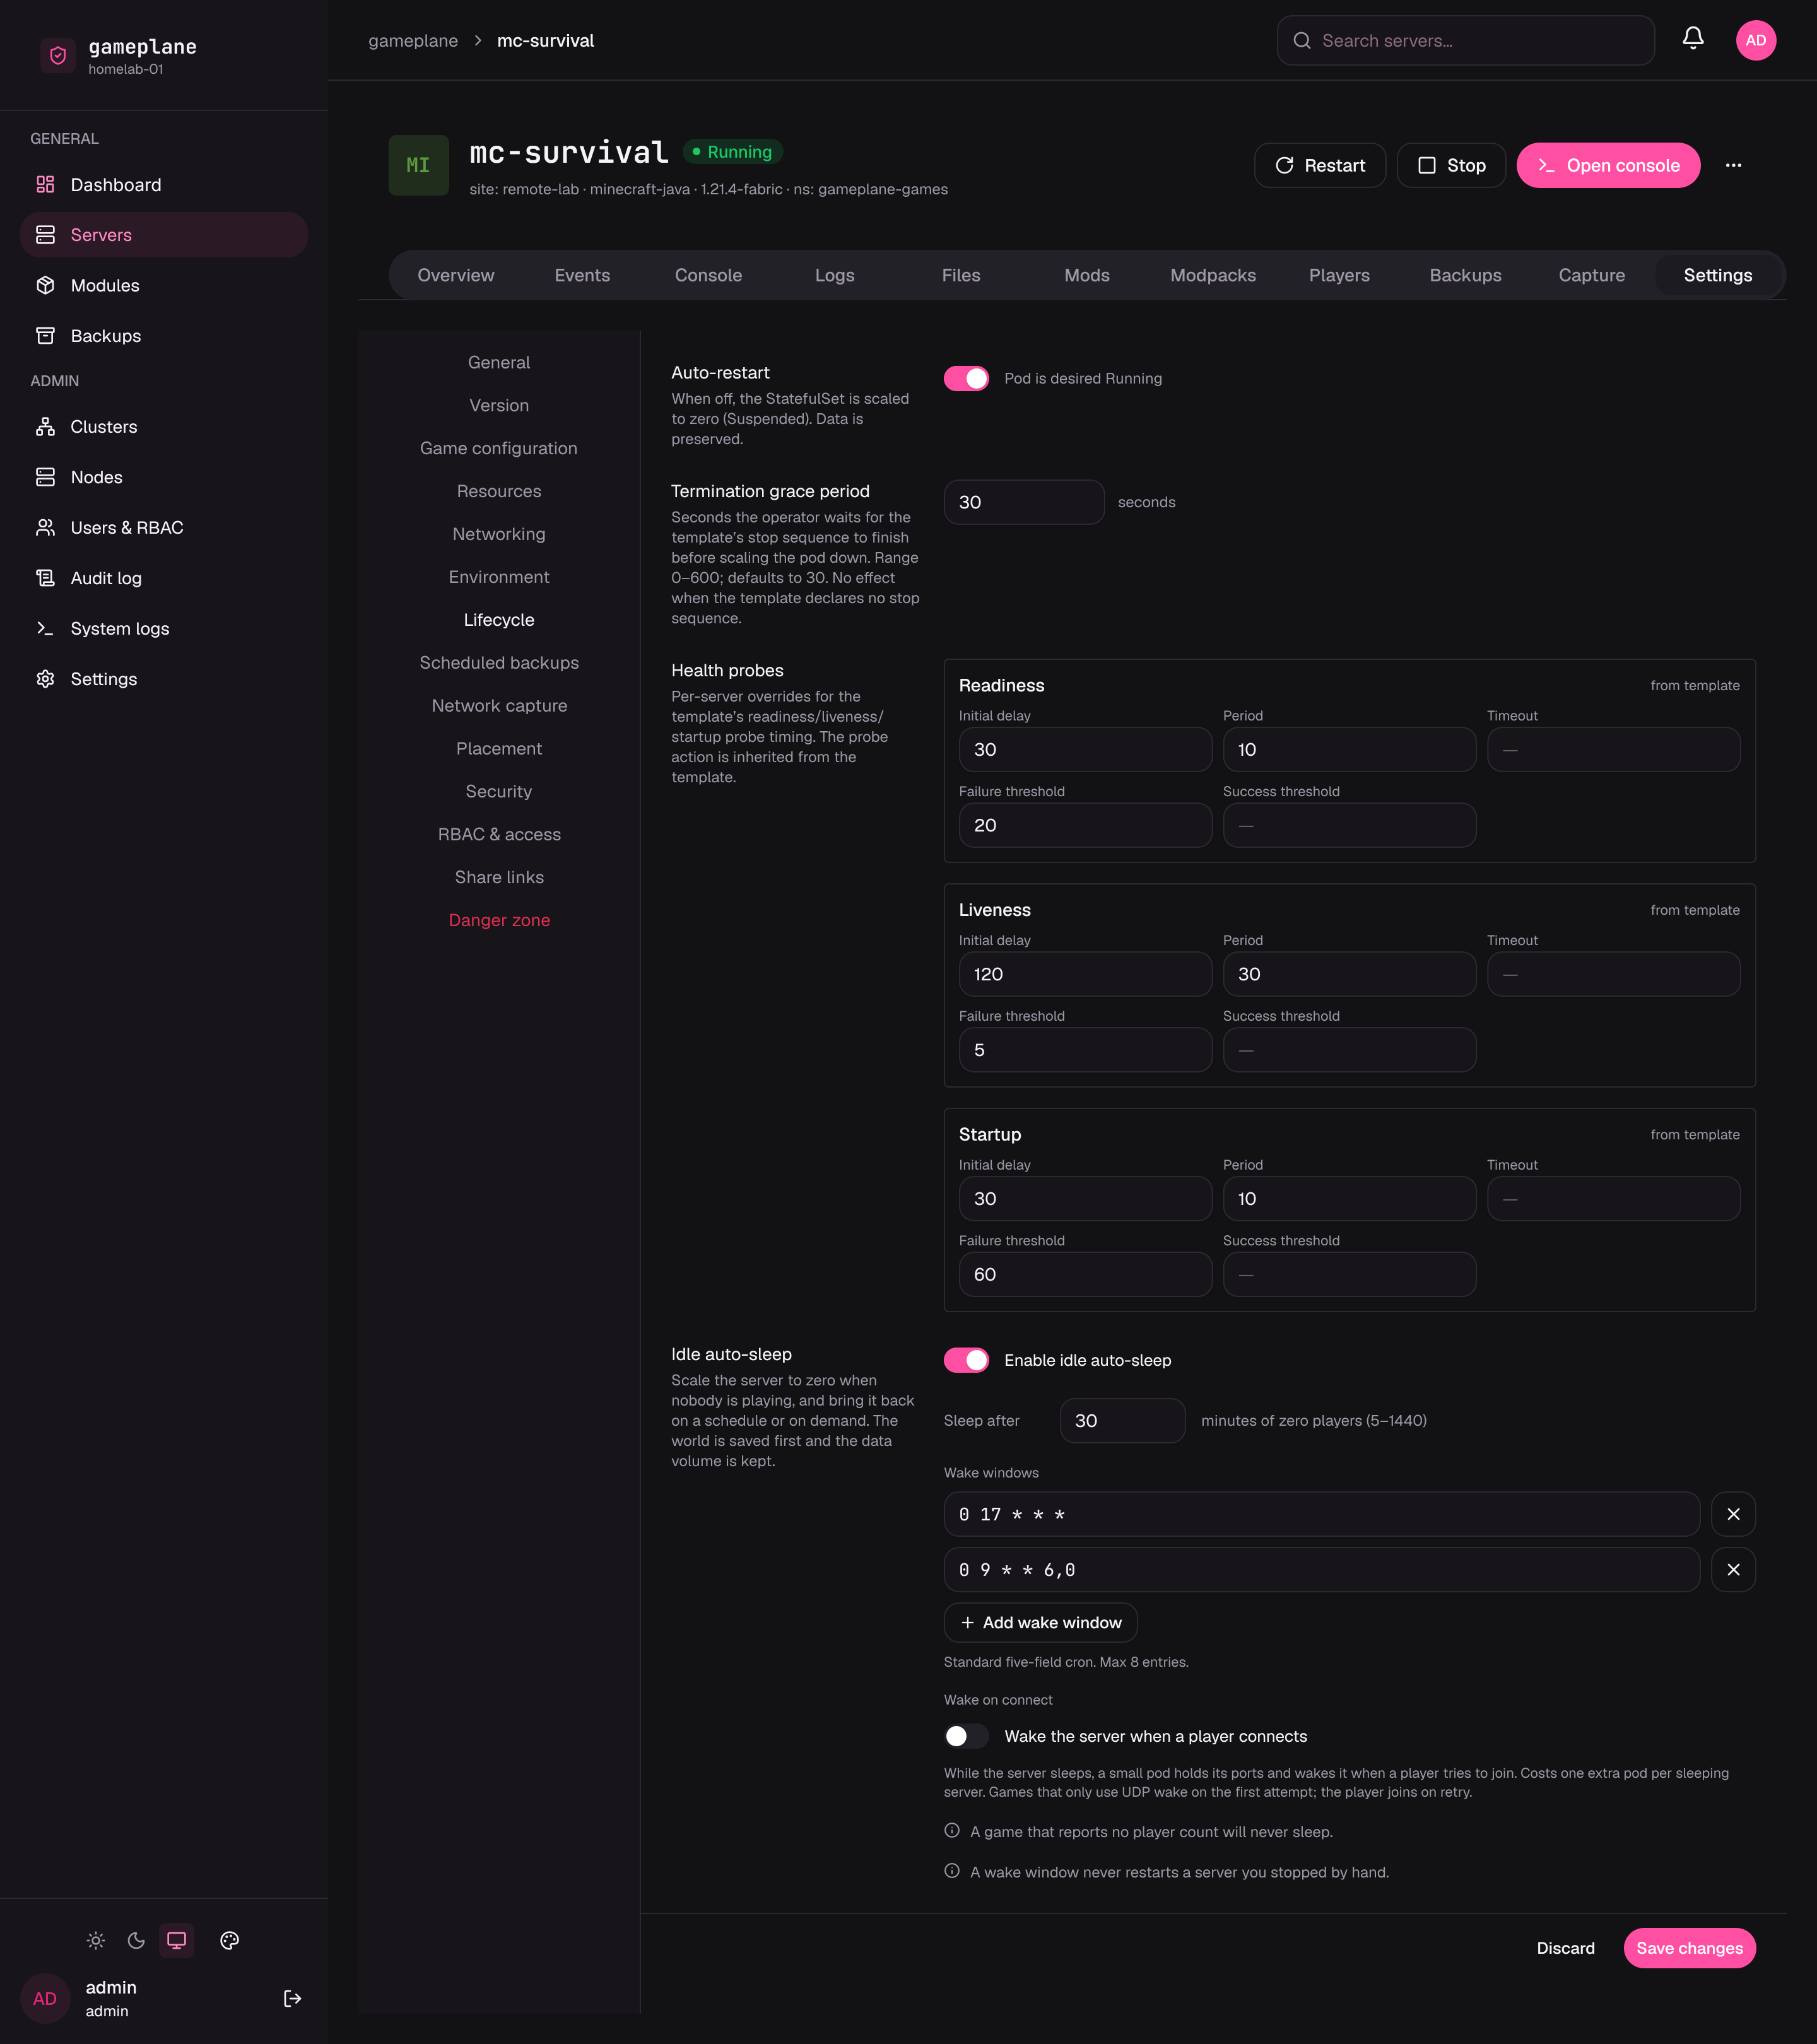 gameplane
homelab-01
GENERAL
Dashboard
Servers
Modules
Backups
ADMIN
Clusters
Nodes
Users & RBAC
Audit log
System logs
Settings
AD
admin
admin
gameplane > mc-survival
Search servers...
AD
MI
mc-survival
Running
site: remote-lab · minecraft-java · 1.21.4-fabric · ns: gameplane-games
Restart
Stop
Open console
Overview
Events
Console
Logs
Files
Mods
Modpacks
Players
Backups
Capture
Settings
General
Version
Game configuration
Resources
Networking
Environment
Lifecycle
Scheduled backups
Network capture
Placement
Security
RBAC & access
Share links
Danger zone
Auto-restart
When off, the StatefulSet is scaled
to zero (Suspended). Data is
preserved.
Pod is desired Running
Termination grace period
Seconds the operator waits for the
template's stop sequence to finish
before scaling the pod down. Range
0–600; defaults to 30. No effect
when the template declares no stop
sequence.
30
seconds
Health probes
Per-server overrides for the
template's readiness/liveness/
startup probe timing. The probe
action is inherited from the
template.
Readiness
from template
Initial delay
Period
Timeout
30
10
—
Failure threshold
Success threshold
20
—
Liveness
from template
Initial delay
Period
Timeout
120
30
—
Failure threshold
Success threshold
5
—
Startup
from template
Initial delay
Period
Timeout
30
10
—
Failure threshold
Success threshold
60
—
Idle auto-sleep
Scale the server to zero when
nobody is playing, and bring it back
on a schedule or on demand. The
world is saved first and the data
volume is kept.
Enable idle auto-sleep
Sleep after
30
minutes of zero players (5–1440)
Wake windows
0 17 * * *
0 9 * * 6,0
Add wake window
Standard five-field cron. Max 8 entries.
Wake on connect
Wake the server when a player connects
While the server sleeps, a small pod holds its ports and wakes it when a player tries to join. Costs one extra pod per sleeping
server. Games that only use UDP wake on the first attempt; the player joins on retry.
A game that reports no player count will never sleep.
A wake window never restarts a server you stopped by hand.
Discard
Save changes